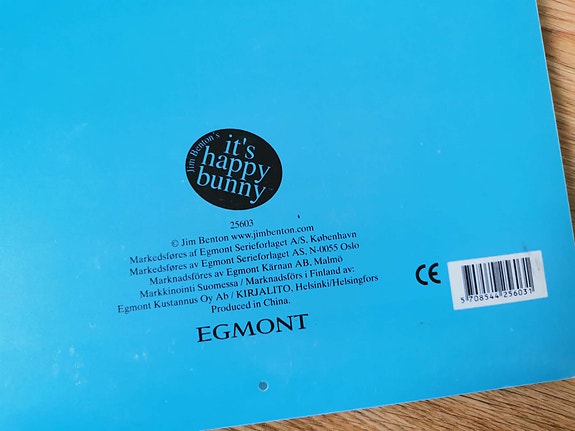 Jim Benton's
it's
happy
bunny™
25603
© Jim Benton www.jimbenton.com
Markedsføres af Egmont Serieforlaget A/S, København
Markedsføres av Egmont Serieforlaget AS, N-0055 Oslo
Marknadsföres av Egmont Kärnan AB, Malmö
Markkinointi Suomessa / Marknadsförs i Finland av:
Egmont Kustannus Oy Ab / KIRJALITO, Helsinki/Helsingfors
Produced in China.
EGMONT
CE
5 708544 256031